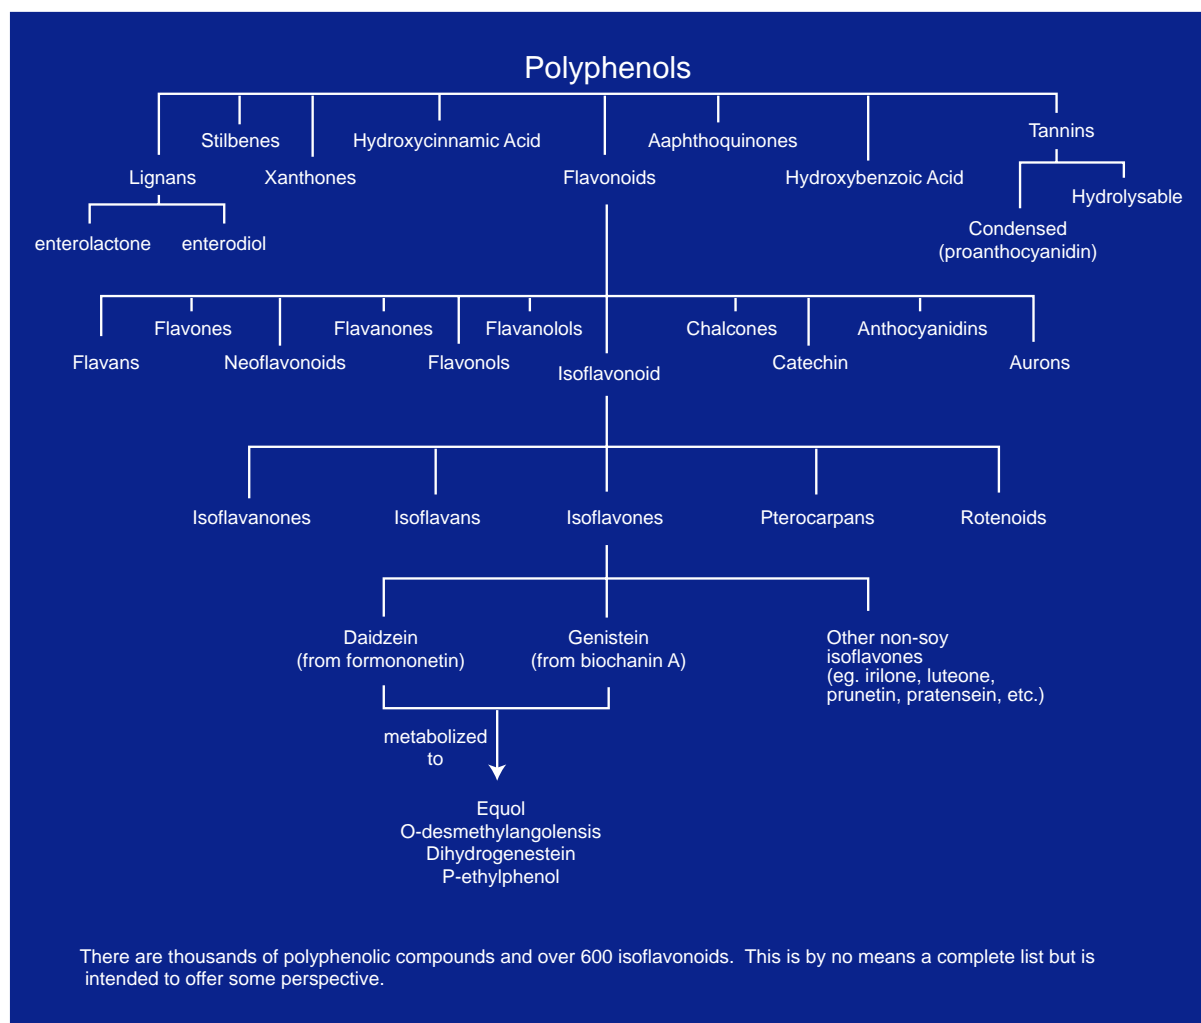 Polyphenols
Stilbenes
Hydroxycinnamic Acid
Aaphthoquinones
Tannins
Lignans
Xanthones
Flavonoids
Hydroxybenzoic Acid
Hydrolysable
enterolactone
enterodiol
Condensed
(proanthocyanidin)
Flavones
Flavanones
Flavanolols
Chalcones
Anthocyanidins
Flavans
Neoflavonoids
Flavonols
Isoflavonoid
Catechin
Aurons
Isoflavanones
Isoflavans
Isoflavones
Pterocarpans
Rotenoids
Daidzein
(from formononetin)
Genistein
(from biochanin A)
Other non-soy
isoflavones
(eg. irilone, luteone,
prunetin, pratensein, etc.)
metabolized
to
Equol
O-desmethylangolensis
Dihydrogenestein
P-ethylphenol
There are thousands of polyphenolic compounds and over 600 isoflavonoids.  This is by no means a complete list but is
intended to offer some perspective.